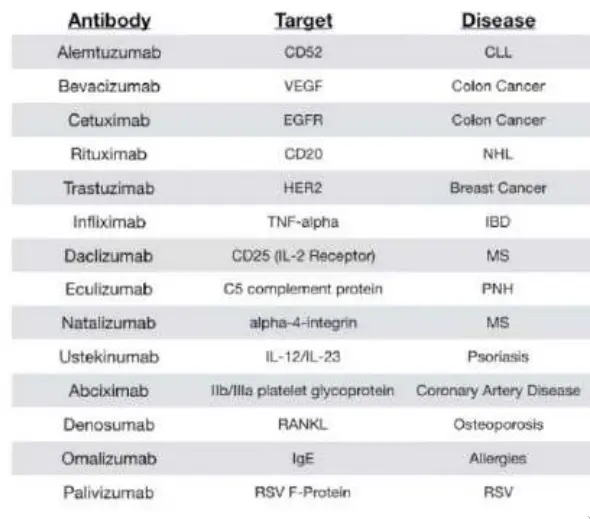 Antibody Target Disease
Alemtuzumab CD52 CLL
Bevacizumab VEGF Colon Cancer
Cetuximab EGFR Colon Cancer
Rituximab CD20 NHL
Trastuzimab HER2 Breast Cancer
Infliximab TNF-alpha IBD
Daclizumab CD25 (IL-2 Receptor) MS
Eculizumab C5 complement protein PNH
Natalizumab alpha-4-integrin MS
Ustekinumab IL-12/IL-23 Psoriasis
Abciximab IIb/IIIa platelet glycoprotein Coronary Artery Disease
Denosumab RANKL Osteoporosis
Omalizumab IgE Allergies
Palivizumab RSV F-Protein RSV